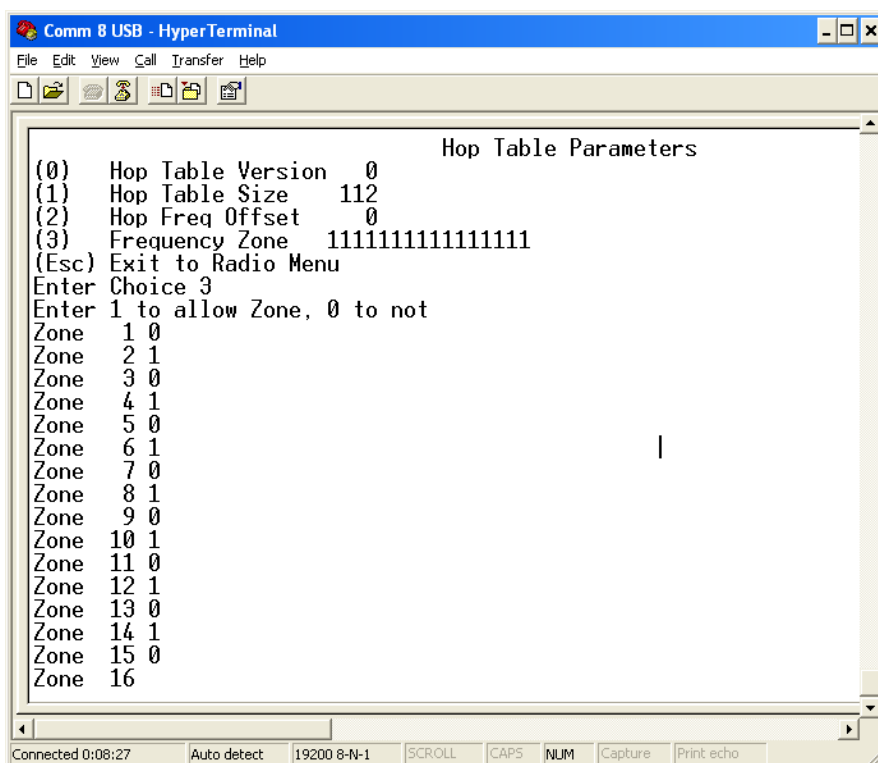 Comm 8 USB - HyperTerminal
File Edit View Call Transfer Help
Hop Table Parameters
(0) Hop Table Version 0
(1) Hop Table Size 112
(2) Hop Freq Offset 0
(3) Frequency Zone 1111111111111111
(Esc) Exit to Radio Menu
Enter Choice 3
Enter 1 to allow Zone, 0 to not
Zone 1 0
Zone 2 1
Zone 3 0
Zone 4 1
Zone 5 0
Zone 6 1
Zone 7 0
Zone 8 1
Zone 9 0
Zone 10 1
Zone 11 0
Zone 12 1
Zone 13 0
Zone 14 1
Zone 15 0
Zone 16
Connected 0:08:27 Auto detect 19200 8-N-1 SCROLL CAPS NUM Capture Print echo